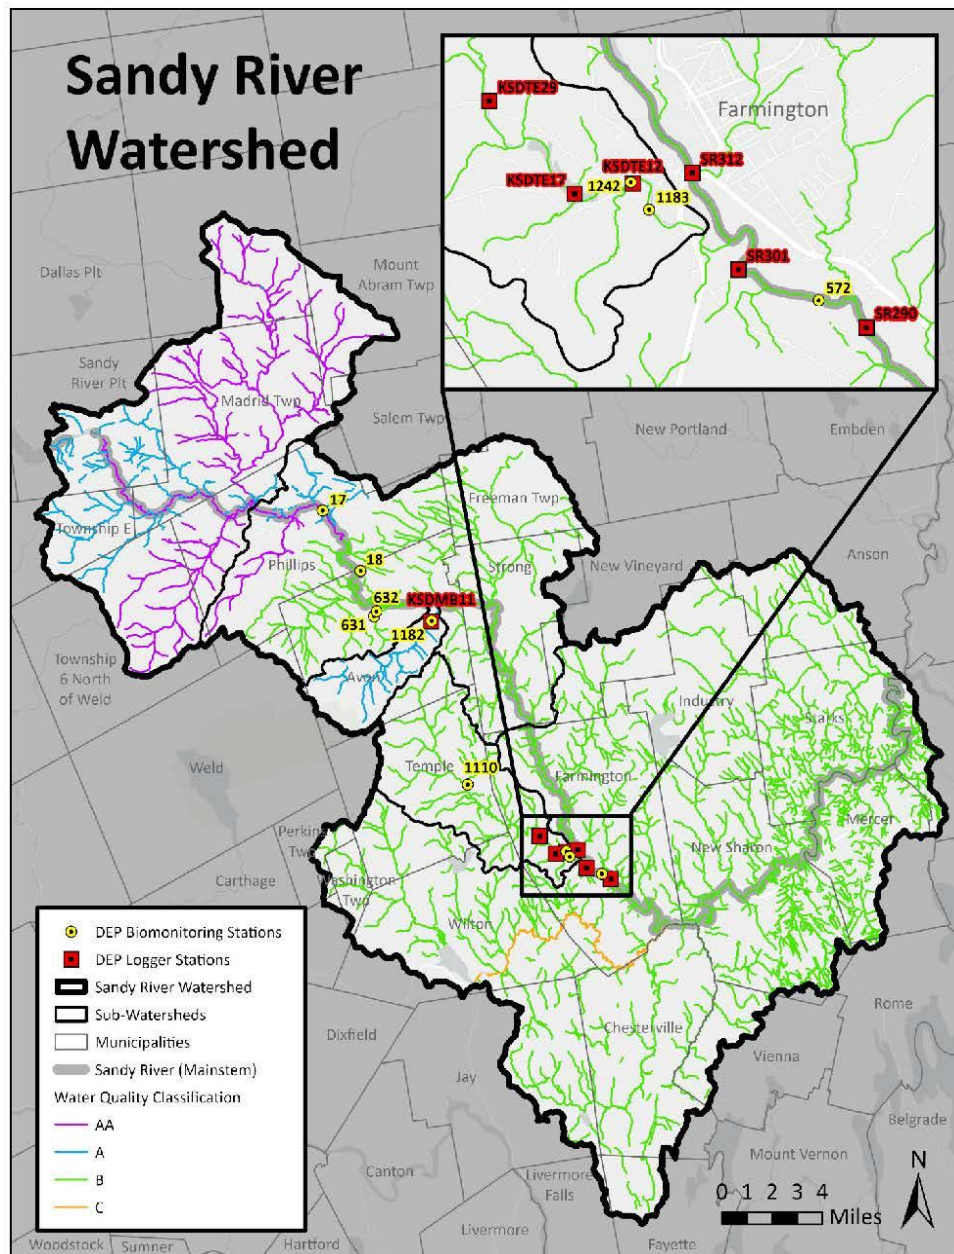 Sandy River
Watershed
KSDTE29
Farmington
KSDTE12
SR312
KSDTE17
1242
1183
SR301
572
SR290
Dallas Plt
Mount
Abram Twp
Sandy
River Plt
Madrid Twp
Salem Twp
New Portland
Embden
Freeman Twp
17
Township E
Anson
Phillips
18
Strong
New Vineyard
632
KSDMB11
631
1182
Avon
Township
6 North
of Weld
Industry
Starks
Weld
Temple
1110
Farmington
Mercer
Perkins
Twp
New Sharon
Carthage
Washington
Twp
Wilton
DEP Biomonitoring Stations
DEP Logger Stations
Sandy River Watershed
Sub-Watersheds
Municipalities
Sandy River (Mainstem)
Water Quality Classification
AA
A
B
C
Rome
Dixfield
Chesterville
Vienna
Jay
Belgrade
Mount Vernon
N
Canton
Livermore
Falls
0 1 2 3 4
Miles
Livermore
Fayette
Woodstock
Sumner
Hartford